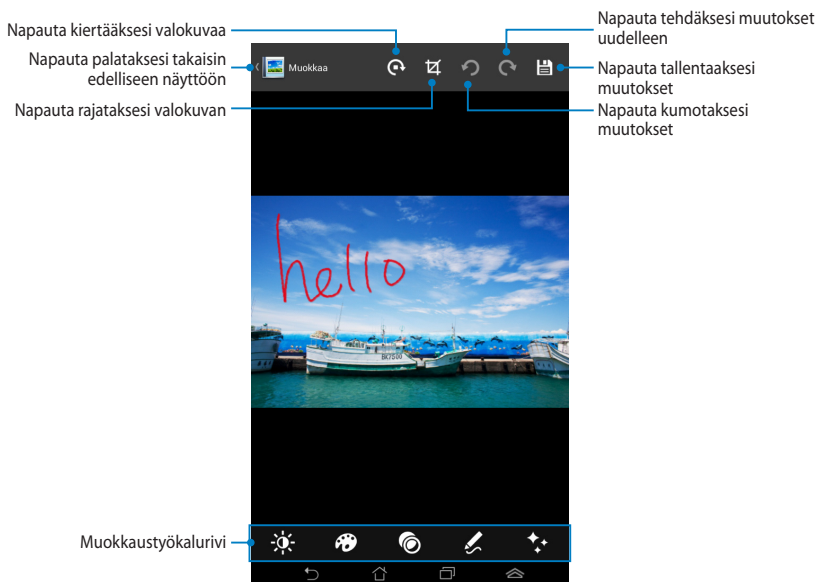 Napauta kiertääksesi valokuvaa
Napauta palataksesi takaisin
edelliseen näyttöön
Napauta rajataksesi valokuvan
Napauta tehdäksesi muutokset
uudelleen
Napauta tallentaaksesi
muutokset
Napauta kumotaksesi
muutokset
Muokkaa
hello
BK7500
Muokkaustyökalurivi